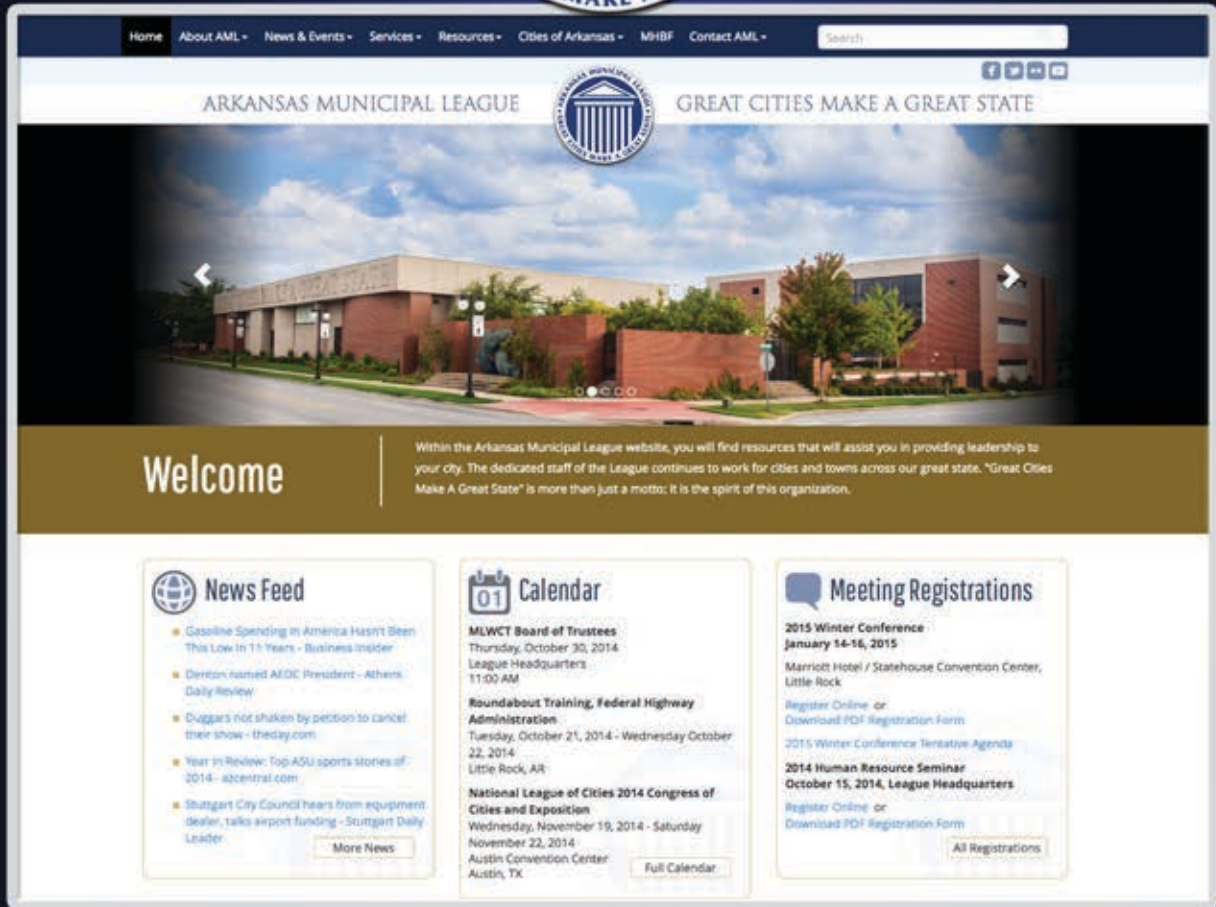 MAKE
Home About AML News & Events Services Resources Cities of Arkansas MHBF Contact AML Search
ARKANSAS MUNICIPAL LEAGUE GREAT CITIES MAKE A GREAT STATE
ARKANSAS MUNICIPAL LEAGUE
GREAT CITIES MAKE A GREAT STATE
Welcome
Within the Arkansas Municipal League website, you will find resources that will assist you in providing leadership to
your city. The dedicated staff of the League continues to work for cities and towns across our great state. "Great Cities
Make A Great State" is more than just a motto; it is the spirit of this organization.
News Feed
Gasoline Spending in America Hasn't Been
This Low In 11 Years - Business Insider
Denton named AEDC President - Athens
Daily Review
Duggars not shaken by petition to cancel
their show - theday.com
Year In Review: Top ASU sports stories of
2014 - azcentral.com
Stuttgart City Council hears from equipment
dealer, talks airport funding - Stuttgart Daily
Leader
More News
01
Calendar
MLWCT Board of Trustees
Thursday, October 30, 2014
League Headquarters
11:00 AM
Roundabout Training, Federal Highway
Administration
Tuesday, October 21, 2014 - Wednesday October
22, 2014
Little Rock, AR
National League of Cities 2014 Congress of
Cities and Exposition
Wednesday, November 19, 2014 - Saturday
November 22, 2014
Austin Convention Center
Austin, TX
Full Calendar
Meeting Registrations
2015 Winter Conference
January 14-16, 2015
Marriott Hotel / Statehouse Convention Center,
Little Rock
Register Online or
Download PDF Registration Form
2015 Winter Conference Tentative Agenda
2014 Human Resource Seminar
October 15, 2014, League Headquarters
Register Online or
Download PDF Registration Form
All Registrations